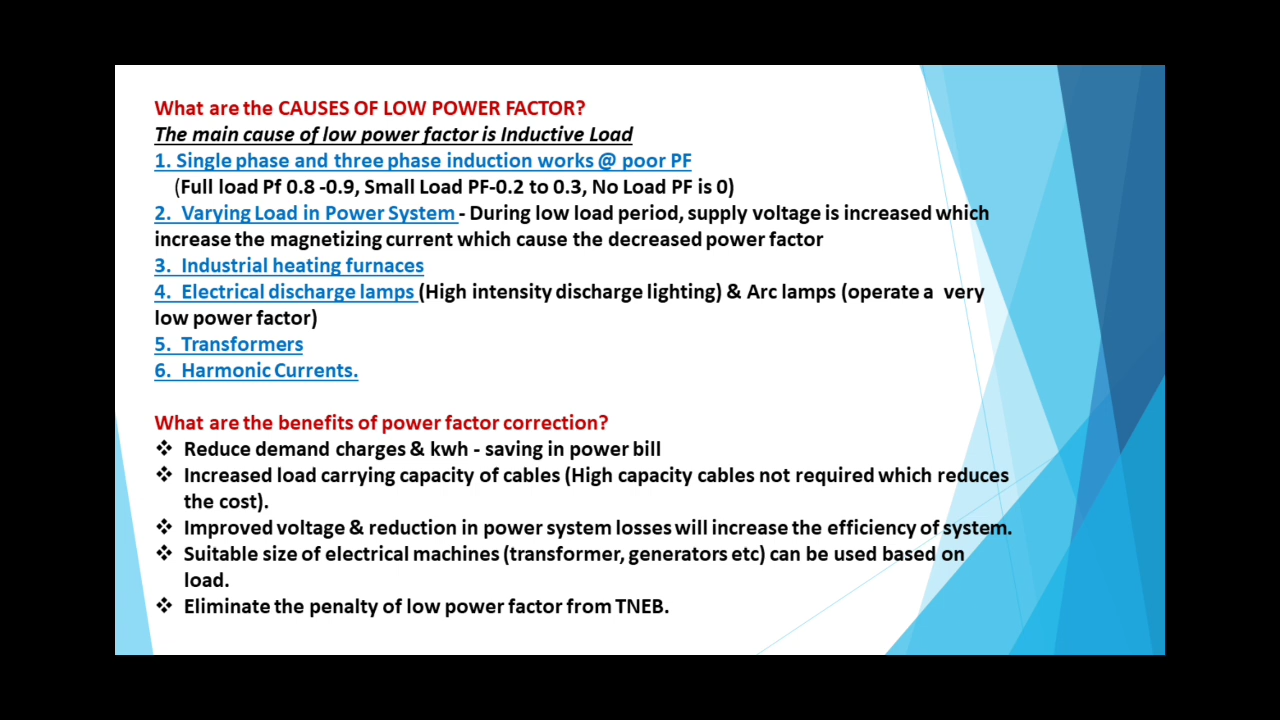 What are the CAUSES OF LOW POWER FACTOR?
The main cause of low power factor is Inductive Load
1. Single phase and three phase induction works @ poor PF
(Full load Pf 0.8 -0.9, Small Load PF-0.2 to 0.3, No Load PF is 0)
2. Varying Load in Power System - During low load period, supply voltage is increased which
increase the magnetizing current which cause the decreased power factor
3. Industrial heating furnaces
4. Electrical discharge lamps (High intensity discharge lighting) & Arc lamps (operate a very
low power factor)
5. Transformers
6. Harmonic Currents.
What are the benefits of power factor correction?
❖ Reduce demand charges & kwh - saving in power bill
❖ Increased load carrying capacity of cables (High capacity cables not required which reduces
the cost).
❖ Improved voltage & reduction in power system losses will increase the efficiency of system.
❖ Suitable size of electrical machines (transformer, generators etc) can be used based on
load.
❖ Eliminate the penalty of low power factor from TNEB.